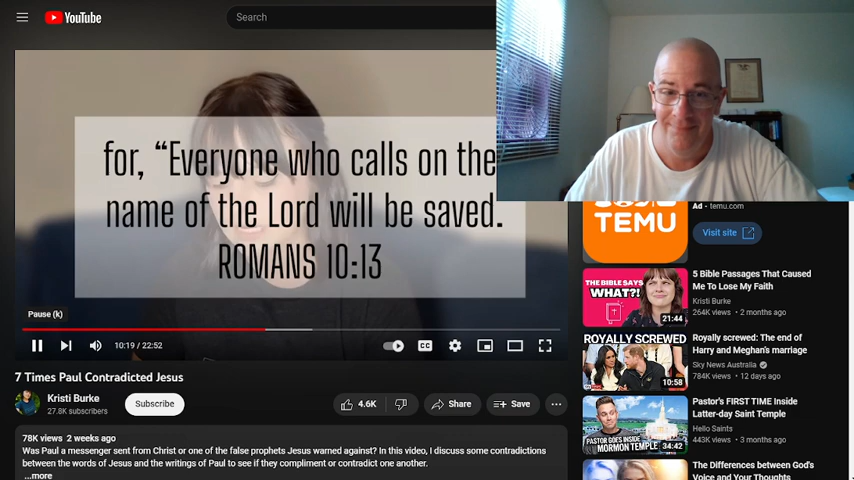 YouTube
Search
for, “Everyone who calls on the
name of the Lord will be saved.
ROMANS 10:13
Pause (k)
10:19 / 22:52
CC
7 Times Paul Contradicted Jesus
Kristi Burke
27.8K subscribers
Subscribe
4.6K
Share
Save
78K views 2 weeks ago
Was Paul a messenger sent from Christ or one of the false prophets Jesus warned against? In this video, I discuss some contradictions
between the words of Jesus and the writings of Paul to see if they compliment or contradict one another.
...more
TEMU
Ad - temu.com
Visit site
THE BIBLE SAYS
WHAT?!
21:44
5 Bible Passages That Caused
Me To Lose My Faith
Kristi Burke
264K views • 2 months ago
ROYALLY SCREWED
10:58
Royally screwed: The end of
Harry and Meghan's marriage
Sky News Australia
784K views • 12 days ago
PASTOR GOES INSIDE
MORMON TEMPLE
34:42
Pastor's FIRST TIME Inside
Latter-day Saint Temple
Hello Saints
443K views • 3 months ago
The Differences between God's
Voice and Your Thoughts